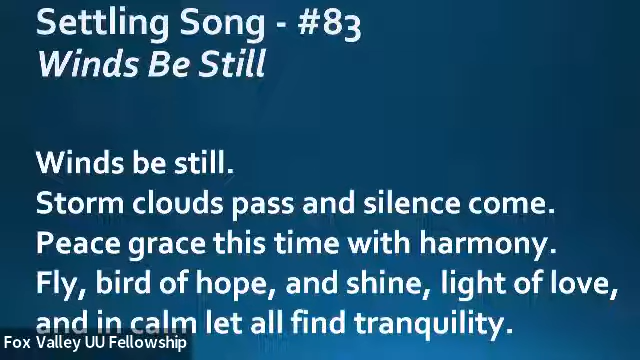 Settling Song - #83
Winds Be Still
Winds be still.
Storm clouds pass and silence come.
Peace grace this time with harmony.
Fly, bird of hope, and shine, light of love,
and in calm let all find tranquility.
Fox Valley UU Fellowship